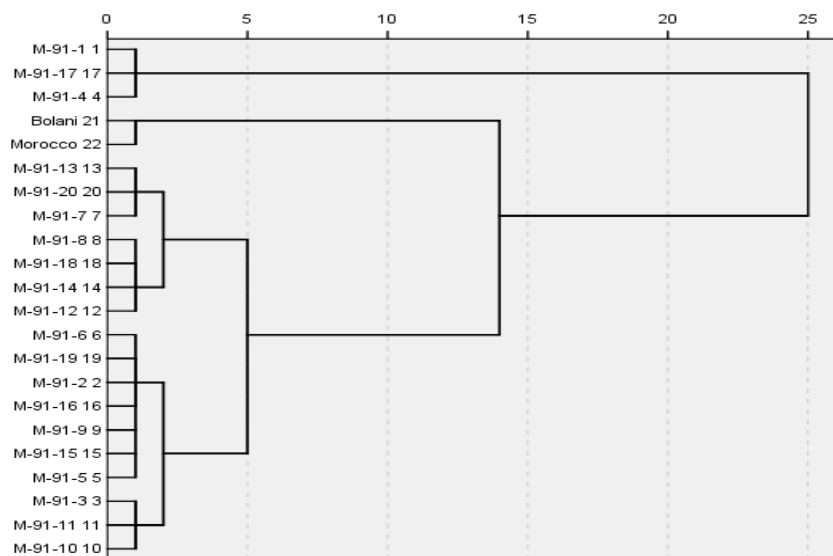 0 5 10 15 20 25
M-91-1 1
M-91-17 17
M-91-4 4
Bolani 21
Morocco 22
M-91-13 13
M-91-20 20
M-91-7 7
M-91-8 8
M-91-18 18
M-91-14 14
M-91-12 12
M-91-6 6
M-91-19 19
M-91-2 2
M-91-16 16
M-91-9 9
M-91-15 15
M-91-5 5
M-91-3 3
M-91-11 11
M-91-10 10